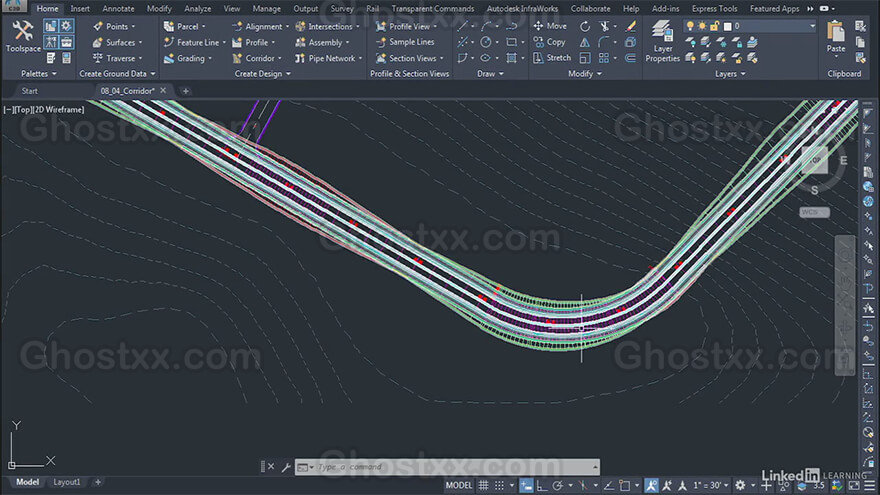 C3D
Home Insert Annotate Modify Analyze View Manage Output Survey Rail Transparent Commands Autodesk InfraWorks Collaborate Help Add-ins Express Tools Featured Apps
Toolspace
Palettes
Points
Surfaces
Traverse
Create Ground Data
Parcel
Feature Line
Grading
Alignment
Profile
Corridor
Intersections
Assembly
Pipe Network
Create Design
Profile View
Sample Lines
Section Views
Profile & Section Views
Draw
Move
Copy
Stretch
Rotate
Modify
Layer
Properties
0
Layers
Paste
Clipboard
Start 08_04_Corridor* +
[−][Top][2D Wireframe]
Ghostxx.com Ghostxx.com
TOP
W E
S
WCS
Ghostxx.com
Ghostxx.com Ghostxx.com
Y
X
Type a command
Ghostxx.com
Model Layout1 +
MODEL 1" = 30' 3.5
Linked in LEARNING